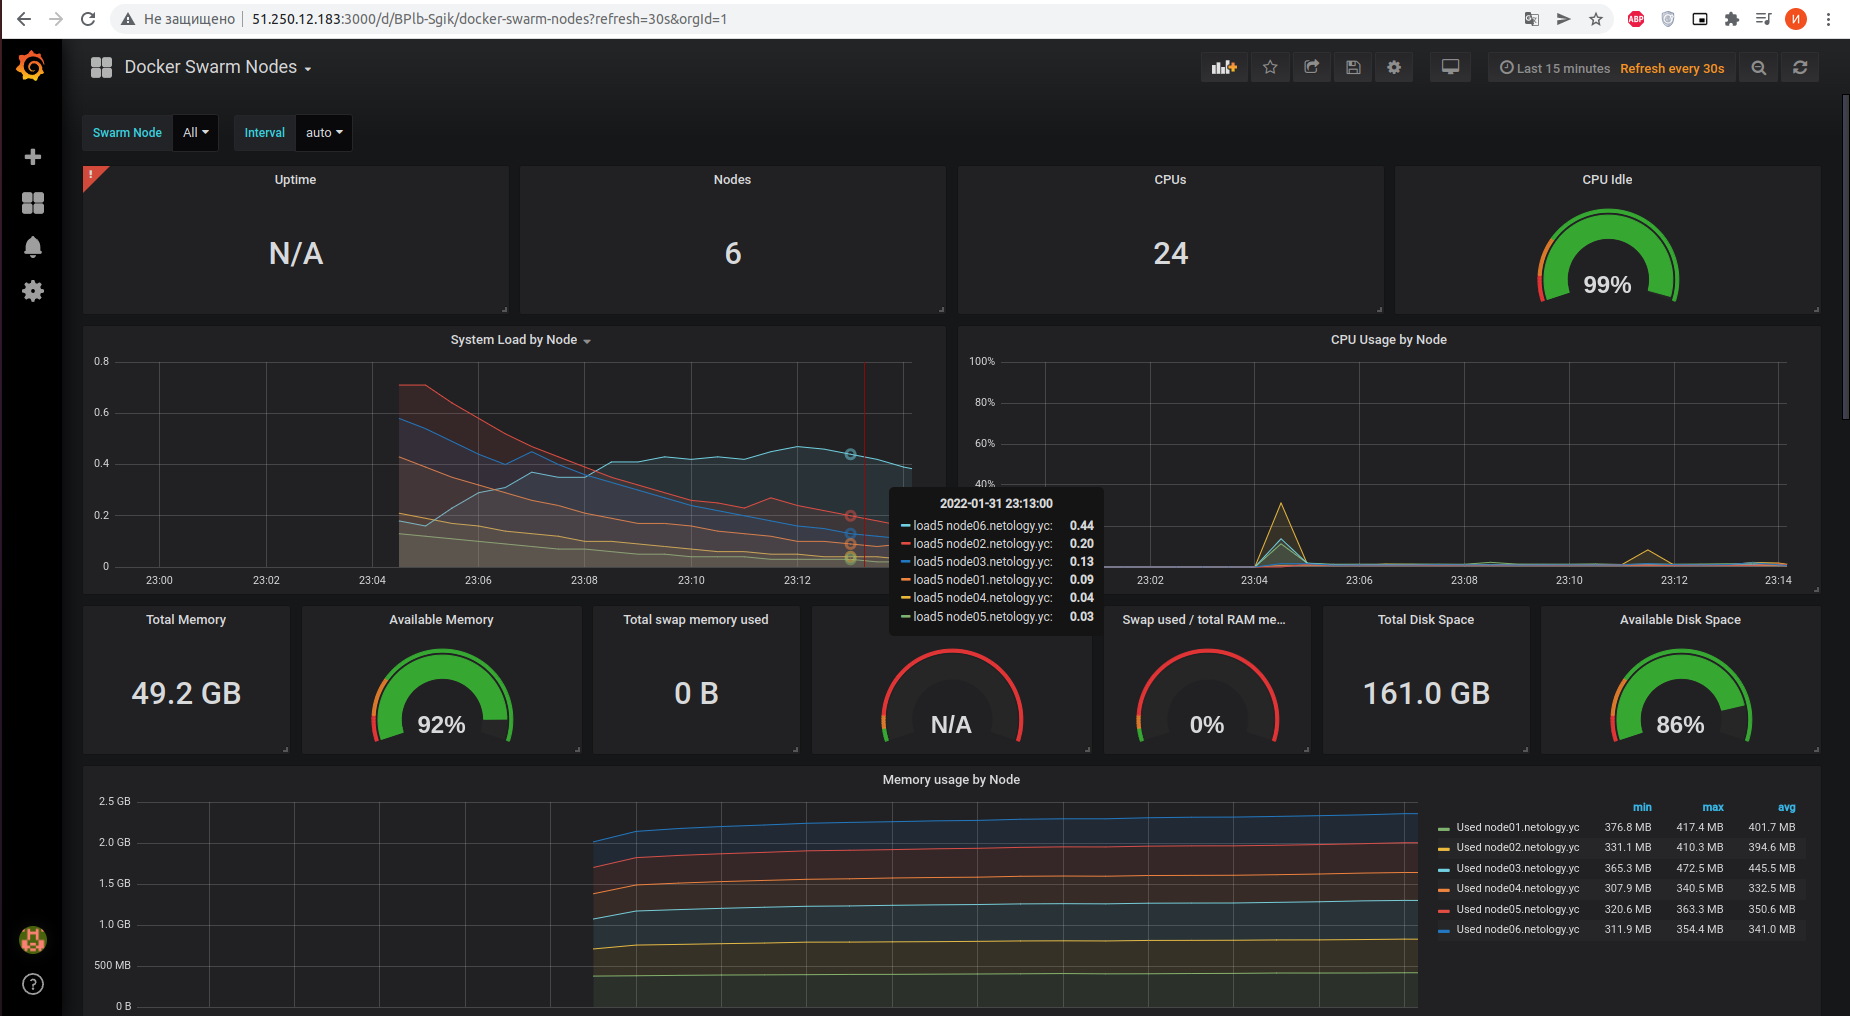 Не защищено | 51.250.12.183:3000/d/BPlb-Sgik/docker-swarm-nodes?refresh=30s&orgId=1
ABP
И
Docker Swarm Nodes
Last 15 minutes Refresh every 30s
Swarm Node All Interval auto
!
Uptime
N/A
Nodes
6
CPUs
24
CPU Idle
99%
System Load by Node
0.8
0.6
0.4
0.2
0
23:00 23:02 23:04 23:06 23:08 23:10 23:12
CPU Usage by Node
100%
80%
60%
40%
23:02 23:04 23:06 23:08 23:10 23:12 23:14
2022-01-31 23:13:00
load5 node06.netology.yc: 0.44
load5 node02.netology.yc: 0.20
load5 node03.netology.yc: 0.13
load5 node01.netology.yc: 0.09
load5 node04.netology.yc: 0.04
load5 node05.netology.yc: 0.03
Total Memory
49.2 GB
Available Memory
92%
Total swap memory used
0 B
N/A
Swap used / total RAM me...
0%
Total Disk Space
161.0 GB
Available Disk Space
86%
Memory usage by Node
2.5 GB
2.0 GB
1.5 GB
1.0 GB
500 MB
0 B
min max avg
Used node01.netology.yc 376.8 MB 417.4 MB 401.7 MB
Used node02.netology.yc 331.1 MB 410.3 MB 394.6 MB
Used node03.netology.yc 365.3 MB 472.5 MB 445.5 MB
Used node04.netology.yc 307.9 MB 340.5 MB 332.5 MB
Used node05.netology.yc 320.6 MB 363.3 MB 350.6 MB
Used node06.netology.yc 311.9 MB 354.4 MB 341.0 MB
?